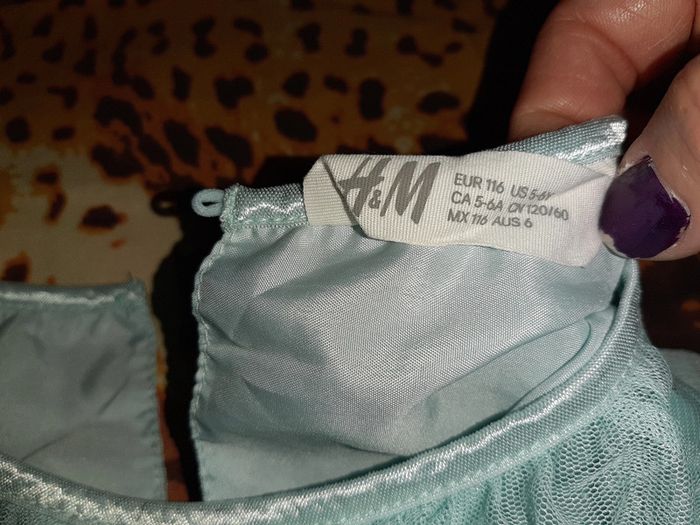 H&M
EUR 116 US 5-6Y
CA 5-6A CN 120/60
MX 116 AUS 6